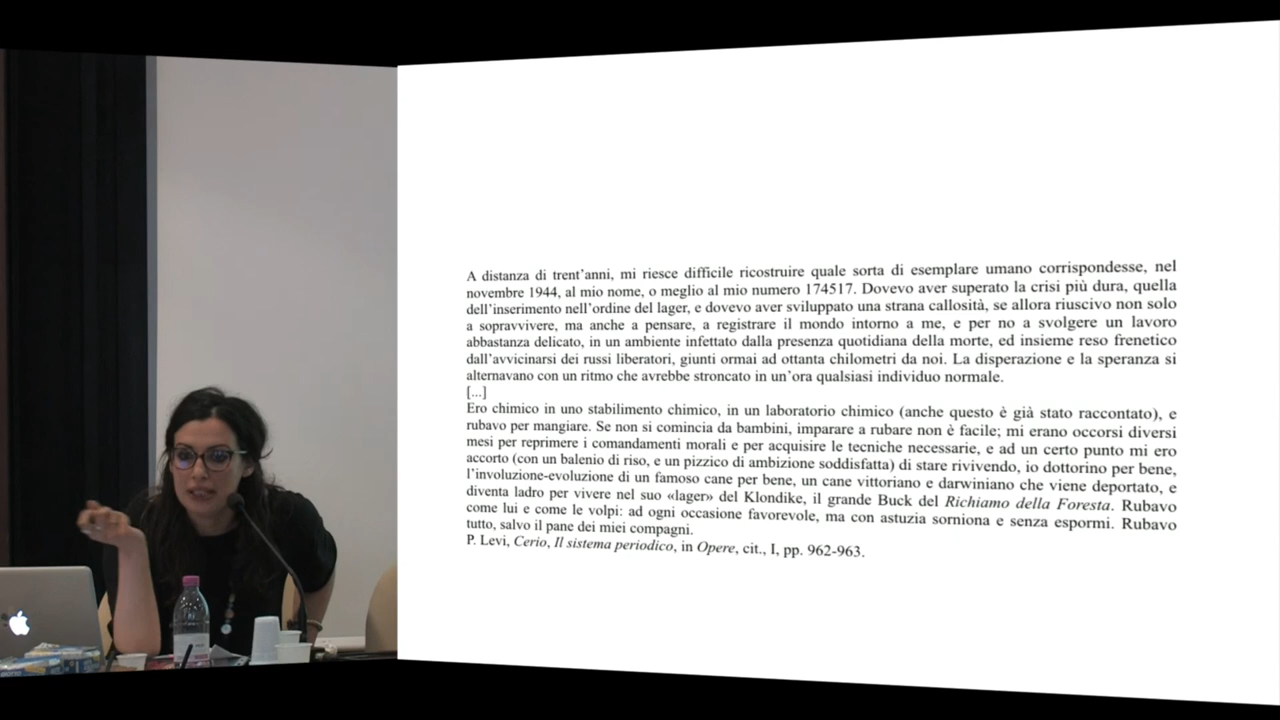 A distanza di trent'anni, mi riesce difficile ricostruire quale sorta di esemplare umano corrispondesse, nel
novembre 1944, al mio nome, o meglio al mio numero 174517. Dovevo aver superato la crisi più dura, quella
dell'inserimento nell'ordine del lager, e dovevo aver sviluppato una strana callosità, se allora riuscivo non solo
a sopravvivere, ma anche a pensare, a registrare il mondo intorno a me, e per no a svolgere un lavoro
abbastanza delicato, in un ambiente infettato dalla presenza quotidiana della morte, ed insieme reso frenetico
dall'avvicinarsi dei russi liberatori, giunti ormai ad ottanta chilometri da noi. La disperazione e la speranza si
alternavano con un ritmo che avrebbe stroncato in un'ora qualsiasi individuo normale.
[...]
Ero chimico in uno stabilimento chimico, in un laboratorio chimico (anche questo è già stato raccontato), e
rubavo per mangiare. Se non si comincia da bambini, imparare a rubare non è facile; mi erano occorsi diversi
mesi per reprimere i comandamenti morali e per acquisire le tecniche necessarie, e ad un certo punto mi ero
accorto (con un balenio di riso, e un pizzico di ambizione soddisfatta) di stare rivivendo, io dottorino per bene,
l'involuzione-evoluzione di un famoso cane per bene, un cane vittoriano e darwiniano che viene deportato, e
diventa ladro per vivere nel suo «lager» del Klondike, il grande Buck del Richiamo della Foresta. Rubavo
come lui e come le volpi: ad ogni occasione favorevole, ma con astuzia sorniona e senza espormi. Rubavo
tutto, salvo il pane dei miei compagni.
P. Levi, Cerio, Il sistema periodico, in Opere, cit., I, pp. 962-963.